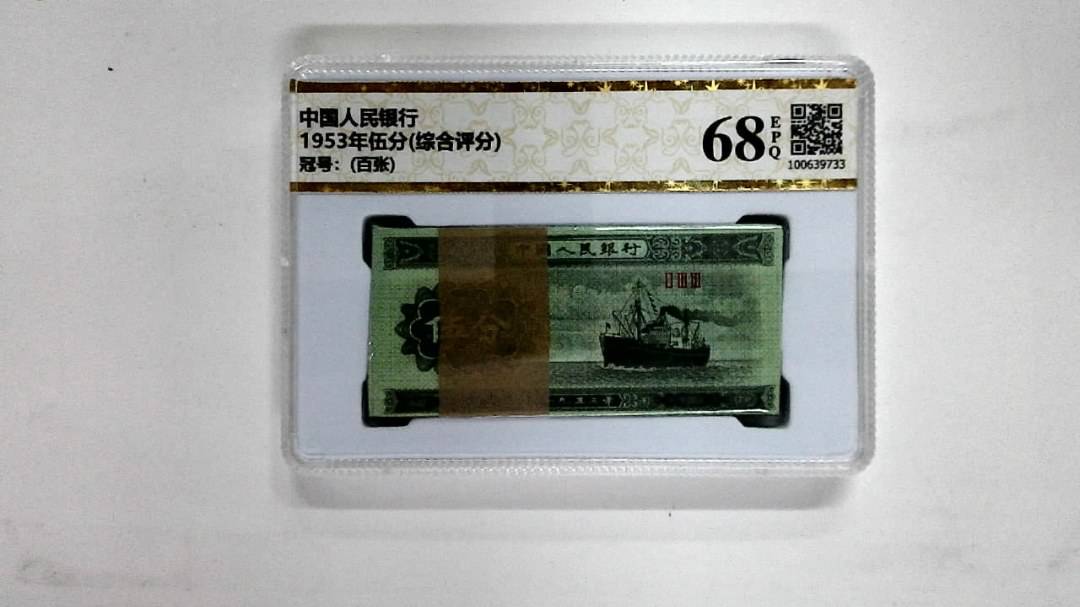 中国人民银行
1953年伍分(综合评分)
冠号：(百张)
68
EPQ
100639733
中国人民银行
伍分